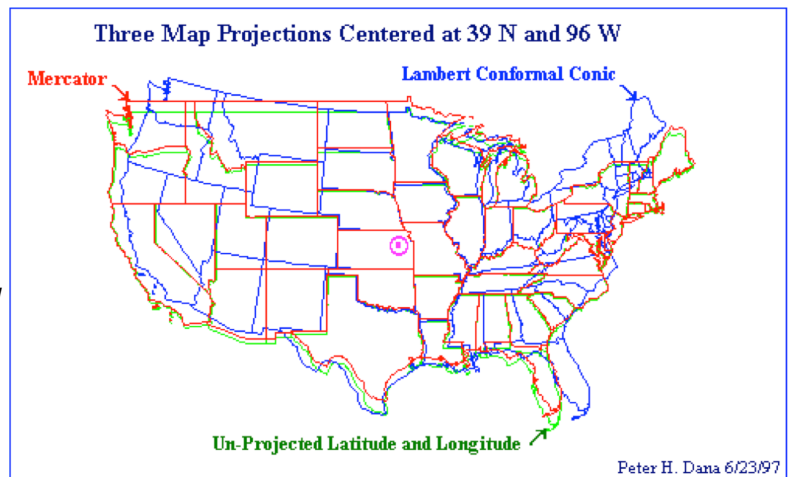 Three Map Projections Centered at 39 N and 96 W
Lambert Conformal Conic
Mercator
Un-Projected Latitude and Longitude
Peter H. Dana 6/23/97